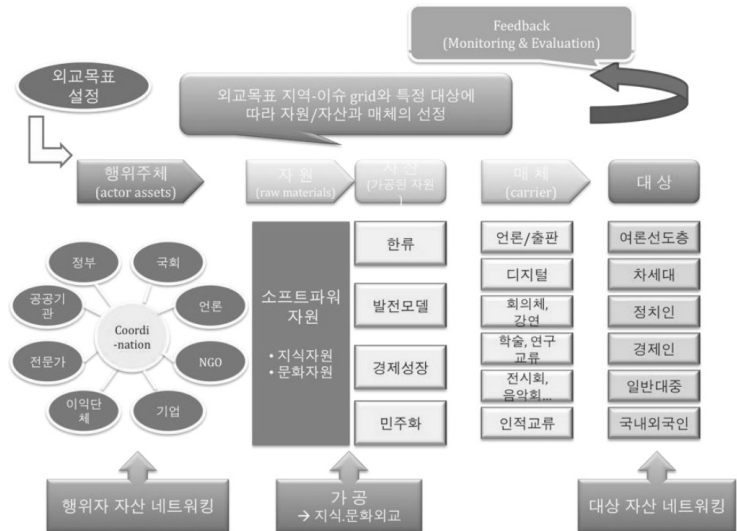 Feedback
(Monitoring & Evaluation)
외교목표
설정
외교목표 지역-이슈 grid와 특정 대상에
따라 자원/자산과 매체의 선정
행위주체
(actor assets)
자 원
(raw materials)
자 산
(가공된 자원
)
매 체
(carrier)
대 상
정부
국회
공공기
관
언론
Coordi
-nation
전문가
NGO
이익단
체
기업
소프트파워
자원
• 지식자원
• 문화자원
한류
발전모델
경제성장
민주화
언론/출판
디지털
회의체,
강연
학술, 연구
교류
전시회,
음악회...
인적교류
여론선도층
차세대
정치인
경제인
일반대중
국내외국인
행위자 자산 네트워킹
가 공
→ 지식.문화외교
대상 자산 네트워킹